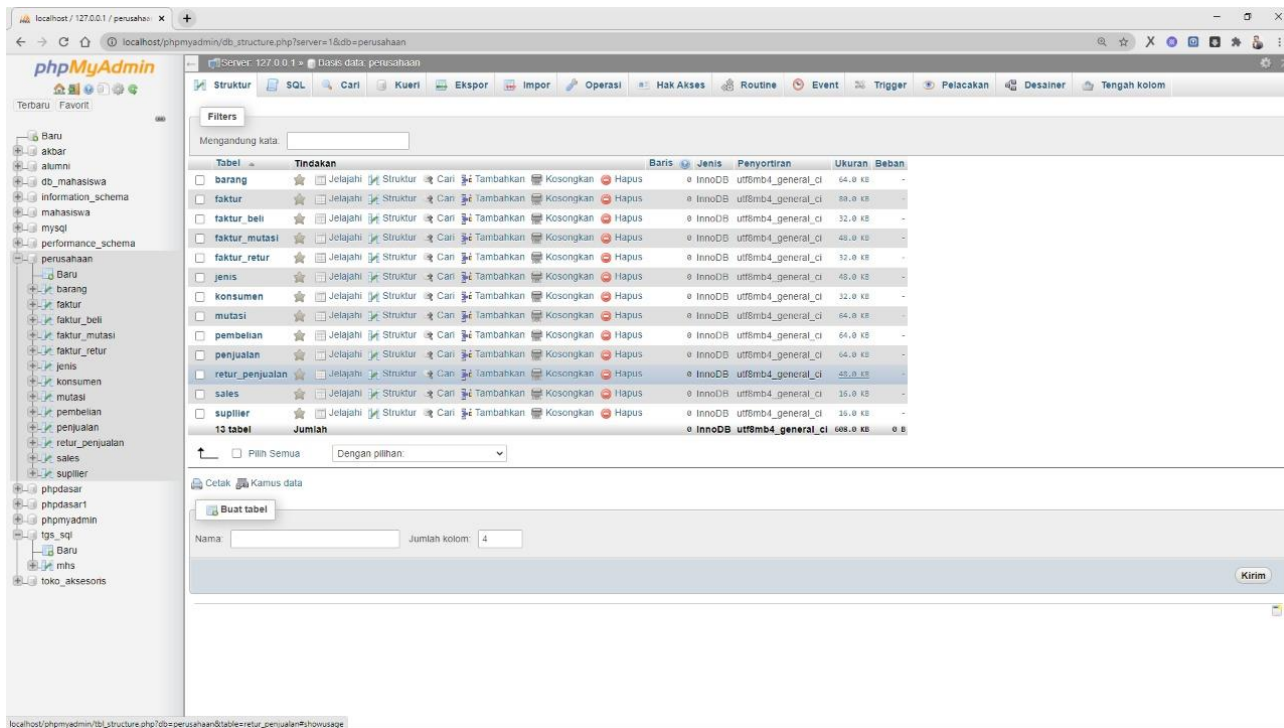 localhost / 127.0.0.1 / perusahaan
localhost/phpmyadmin/db_structure.php?server=1&db=perusahaan
phpMyAdmin
Terbaru Favorit
Baru
akbar
alumni
db_mahasiswa
information_schema
mahasiswa
mysql
performance_schema
perusahaan
Baru
barang
faktur
faktur_beli
faktur_mutasi
faktur_retur
jenis
konsumen
mutasi
pembelian
penjualan
retur_penjualan
sales
supllier
phpdasar
phpdasar1
phpmyadmin
tgs_sql
Baru
mhs
toko_aksesoris
Server: 127.0.0.1 » Basis data: perusahaan
Struktur SQL Cari Kueri Ekspor Impor Operasi Hak Akses Routine Event Trigger Pelacakan Desainer Tengah kolom
Filters
Mengandung kata:
Tabel Tindakan Baris Jenis Penyortiran Ukuran Beban
barang Jelajahi Struktur Cari Tambahkan Kosongkan Hapus 0 InnoDB utf8mb4_general_ci 64.0 KB -
faktur Jelajahi Struktur Cari Tambahkan Kosongkan Hapus 0 InnoDB utf8mb4_general_ci 80.0 KB -
faktur_beli Jelajahi Struktur Cari Tambahkan Kosongkan Hapus 0 InnoDB utf8mb4_general_ci 32.0 KB -
faktur_mutasi Jelajahi Struktur Cari Tambahkan Kosongkan Hapus 0 InnoDB utf8mb4_general_ci 48.0 KB -
faktur_retur Jelajahi Struktur Cari Tambahkan Kosongkan Hapus 0 InnoDB utf8mb4_general_ci 32.0 KB -
jenis Jelajahi Struktur Cari Tambahkan Kosongkan Hapus 0 InnoDB utf8mb4_general_ci 48.0 KB -
konsumen Jelajahi Struktur Cari Tambahkan Kosongkan Hapus 0 InnoDB utf8mb4_general_ci 32.0 KB -
mutasi Jelajahi Struktur Cari Tambahkan Kosongkan Hapus 0 InnoDB utf8mb4_general_ci 64.0 KB -
pembelian Jelajahi Struktur Cari Tambahkan Kosongkan Hapus 0 InnoDB utf8mb4_general_ci 64.0 KB -
penjualan Jelajahi Struktur Cari Tambahkan Kosongkan Hapus 0 InnoDB utf8mb4_general_ci 64.0 KB -
retur_penjualan Jelajahi Struktur Cari Tambahkan Kosongkan Hapus 0 InnoDB utf8mb4_general_ci 48.0 KB -
sales Jelajahi Struktur Cari Tambahkan Kosongkan Hapus 0 InnoDB utf8mb4_general_ci 16.0 KB -
supllier Jelajahi Struktur Cari Tambahkan Kosongkan Hapus 0 InnoDB utf8mb4_general_ci 16.0 KB -
13 tabel Jumlah 0 InnoDB utf8mb4_general_ci 608.0 KB 0 B
Pilih Semua Dengan pilihan:
Cetak Kamus data
Buat tabel
Nama: Jumlah kolom: 4
Kirim
localhost/phpmyadmin/tbl_structure.php?db=perusahaan&table=retur_penjualan#showusage